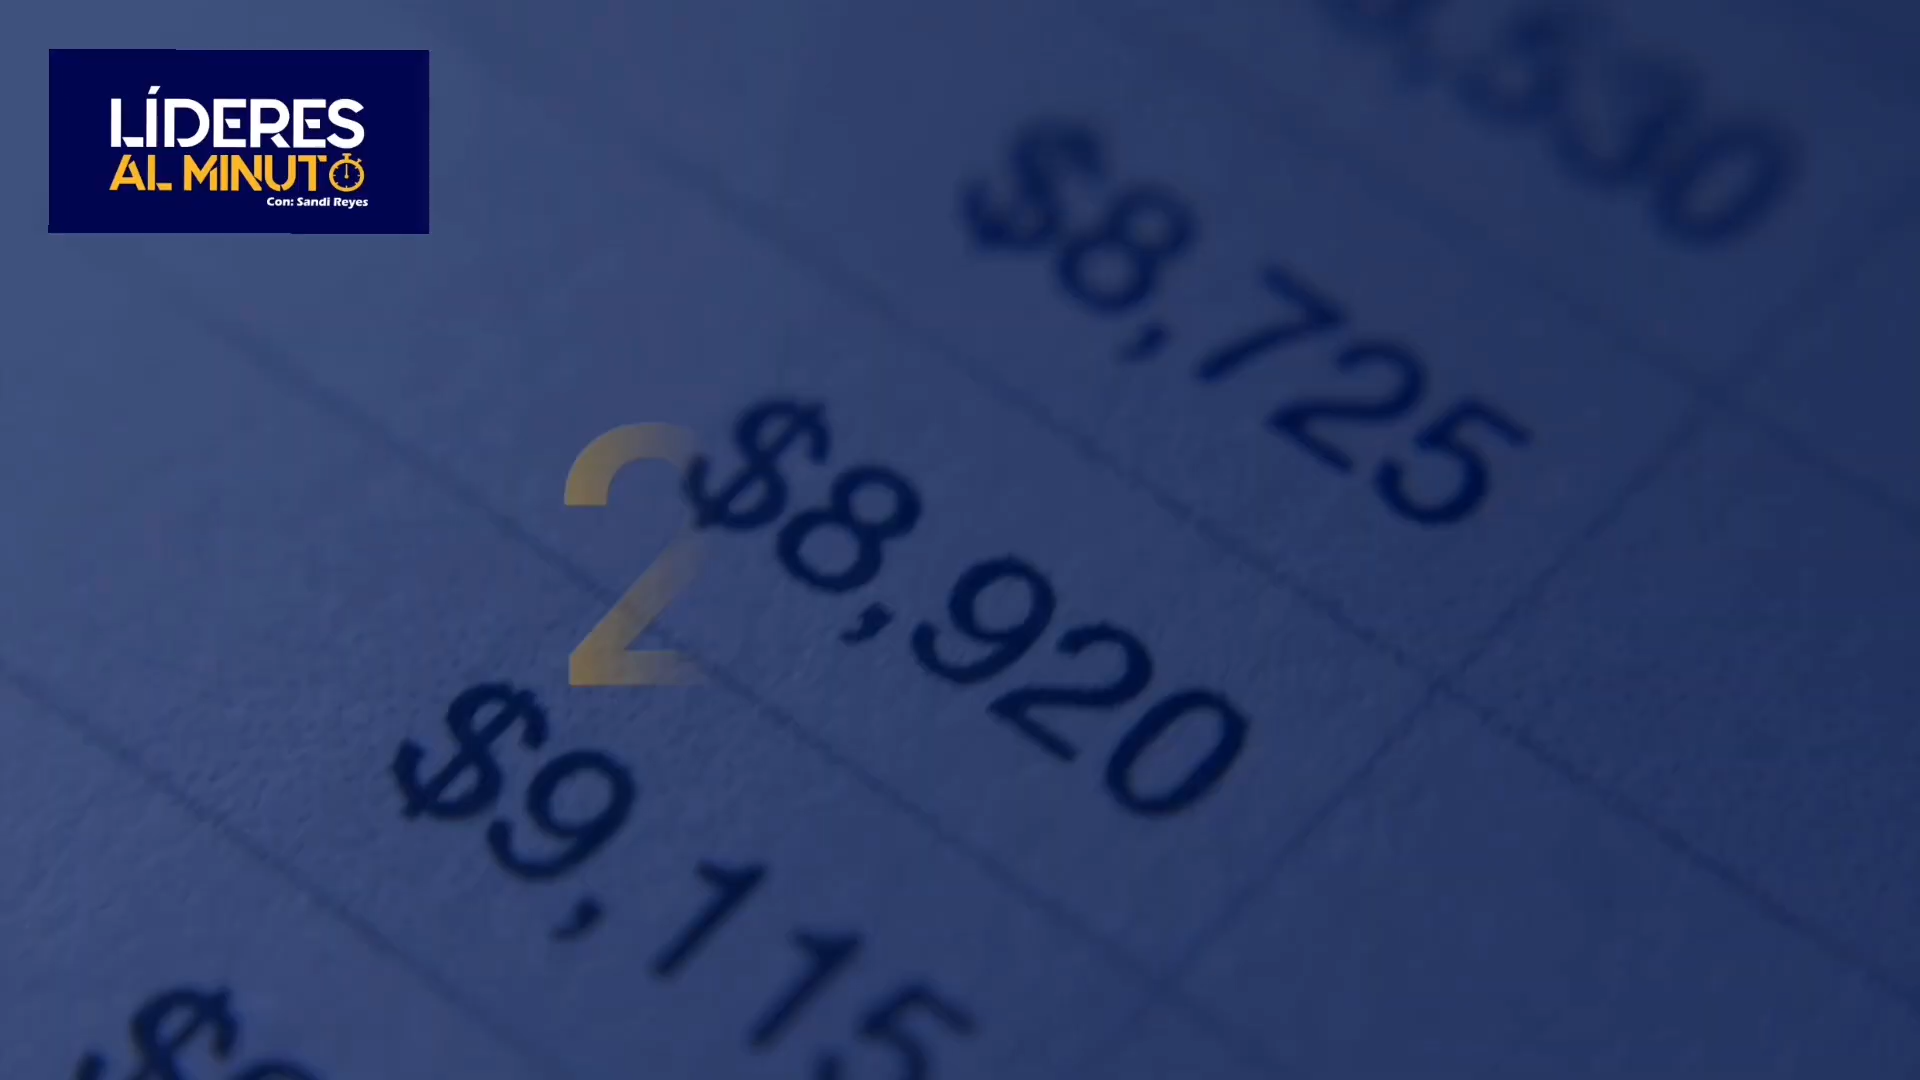 LÍDERES
AL MINUTO
Con: Sandi Reyes
$8,725
2
$8,920
$9,115